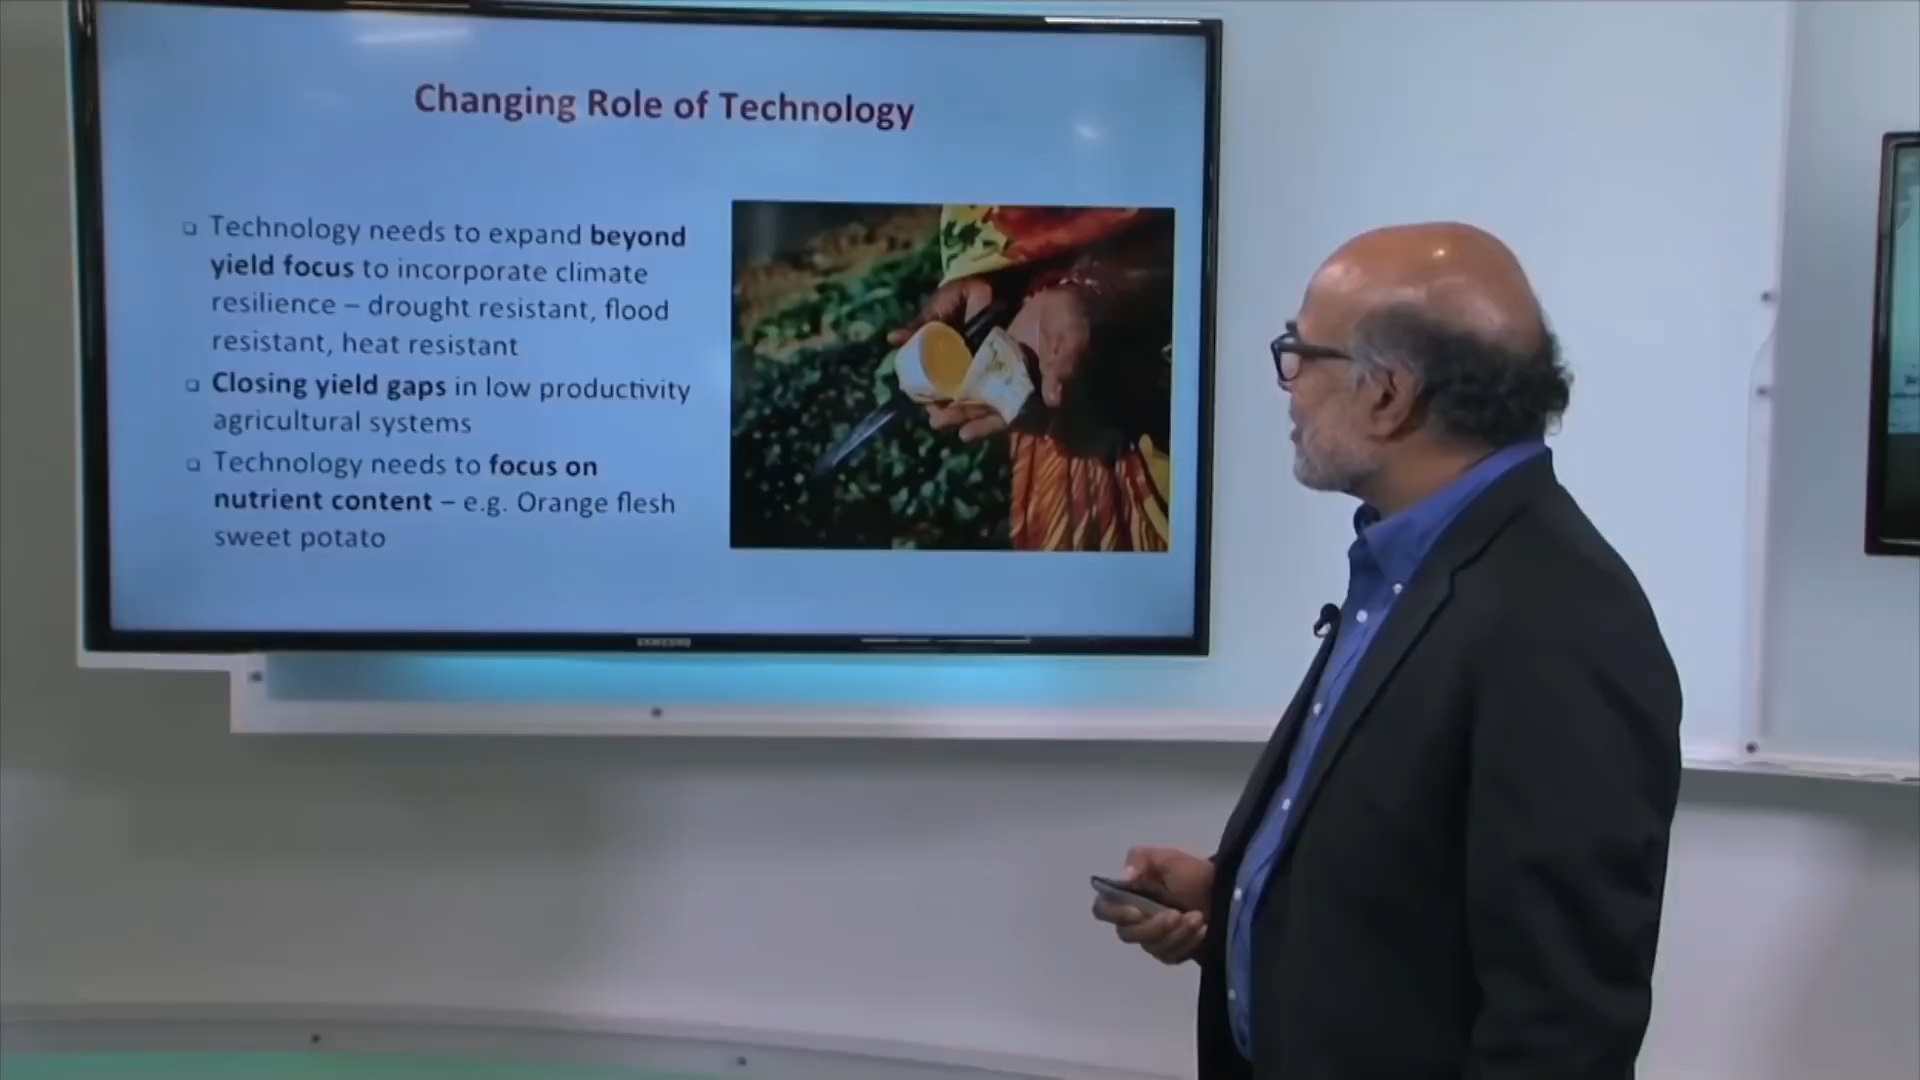 Changing Role of Technology
Technology needs to expand beyond
yield focus to incorporate climate
resilience – drought resistant, flood
resistant, heat resistant
Closing yield gaps in low productivity
agricultural systems
Technology needs to focus on
nutrient content – e.g. Orange flesh
sweet potato
SAMSUNG